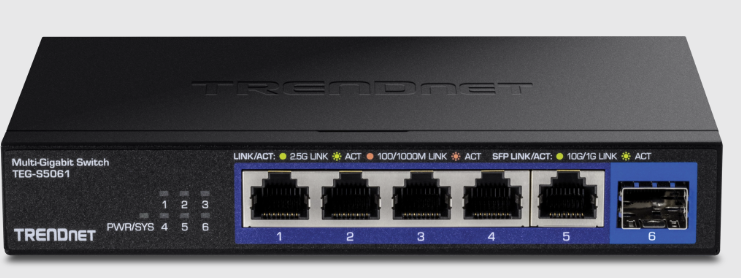 TRENDNET
LINK/ACT: 2.5G LINK ACT 100/1000M LINK ACT SFP LINK/ACT: 10G/1G LINK ACT
Multi-Gigabit Switch
TEG-S5061
1 2 3
PWR/SYS 4 5 6
TRENDNET
1 2 3 4 5 6